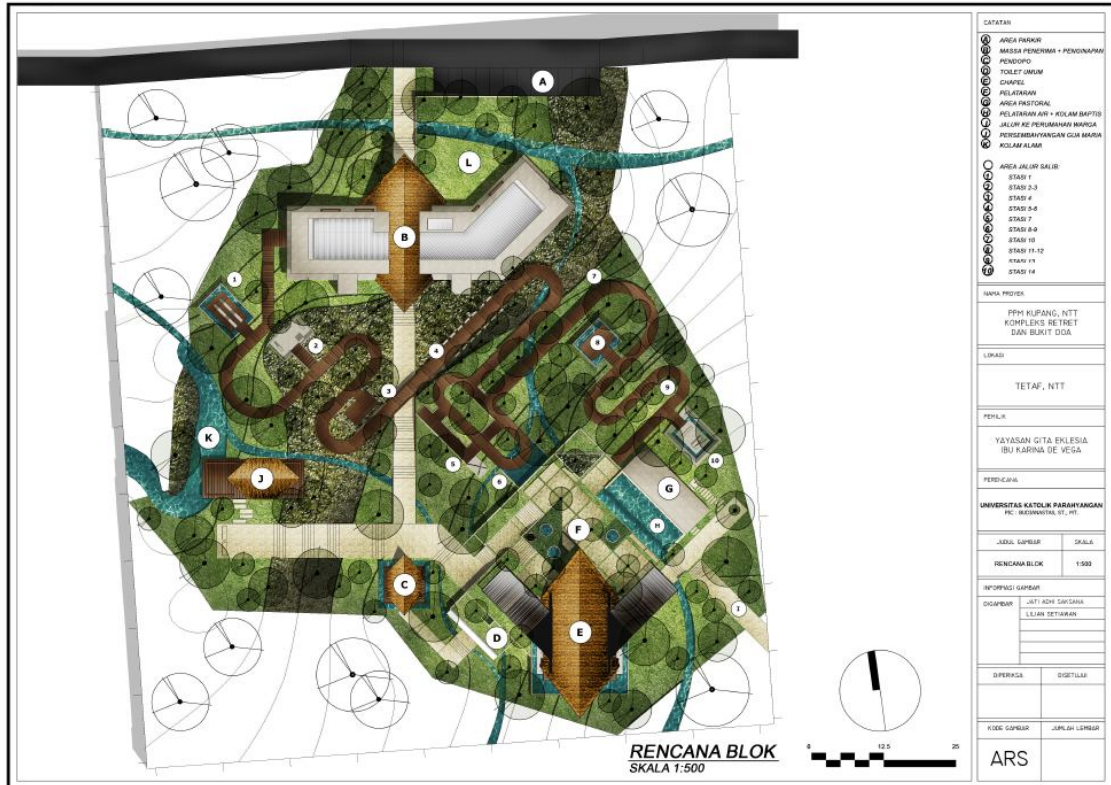 A
L
B
1
2
7
4
8
3
9
K
5
10
6
J
G
F
H
C
I
D
E
RENCANA BLOK
SKALA 1:500
0 12.5 25
CATATAN
A AREA PARKIR
B MASSA PENERIMA + PENGINAPAN
C PENDOPO
D TOILET UMUM
E CHAPEL
F PELATARAN
G AREA PASTORAL
H PELATARAN AIR + KOLAM BAPTIS
I JALUR KE PERUMAHAN WARGA
J PERSEMBAHYANGAN GUA MARIA
K KOLAM ALAMI
AREA JALUR SALIB:
1 STASI 1
2 STASI 2-3
3 STASI 4
4 STASI 5-6
5 STASI 7
6 STASI 8-9
7 STASI 10
8 STASI 11-12
9 STASI 13
10 STASI 14
NAMA PROYEK
PPM KUPANG, NTT
KOMPLEKS RETRET
DAN BUKIT DOA
LOKASI
TETAF, NTT
PEMILIK
YAYASAN GITA EKLESIA
IBU KARINA DE VEGA
PERENCANA
UNIVERSITAS KATOLIK PARAHYANGAN
PIC : BUDIANASTAS, ST., MT.
JUDUL GAMBAR SKALA
RENCANA BLOK 1:500
INFORMASI GAMBAR
DIGAMBAR JATI ADHI SAKSANA
LILIAN SETIAWAN
DIPERIKSA DISETUJUI
KODE GAMBAR JUMLAH LEMBAR
ARS